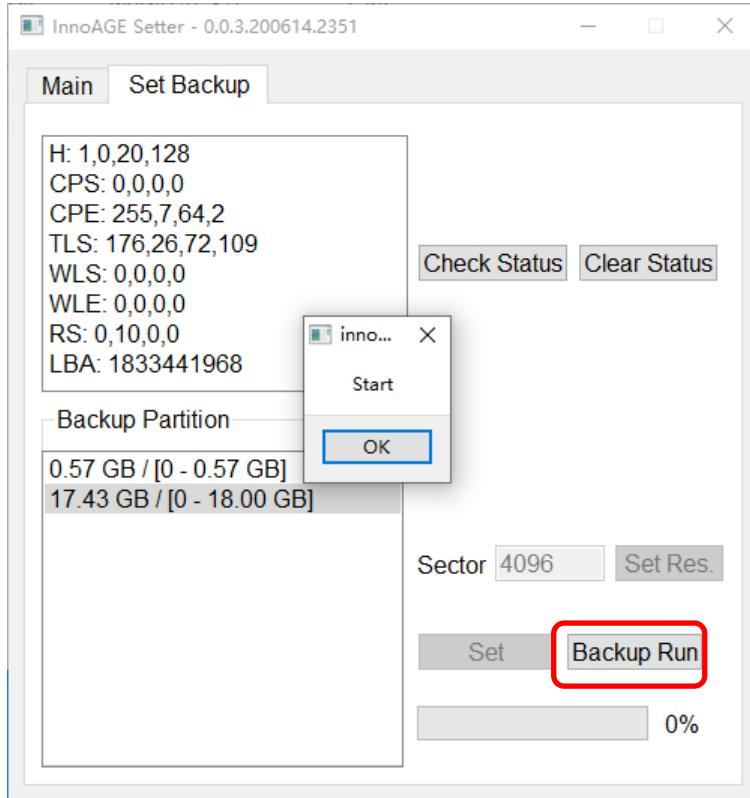 InnoAGE Setter - 0.0.3.200614.2351
Main
Set Backup
H: 1,0,20,128
CPS: 0,0,0,0
CPE: 255,7,64,2
TLS: 176,26,72,109
WLS: 0,0,0,0
WLE: 0,0,0,0
RS: 0,10,0,0
LBA: 1833441968
Check Status
Clear Status
inno...
Start
OK
Backup Partition
0.57 GB / [0 - 0.57 GB]
17.43 GB / [0 - 18.00 GB]
Sector 4096
Set Res.
Set
Backup Run
0%